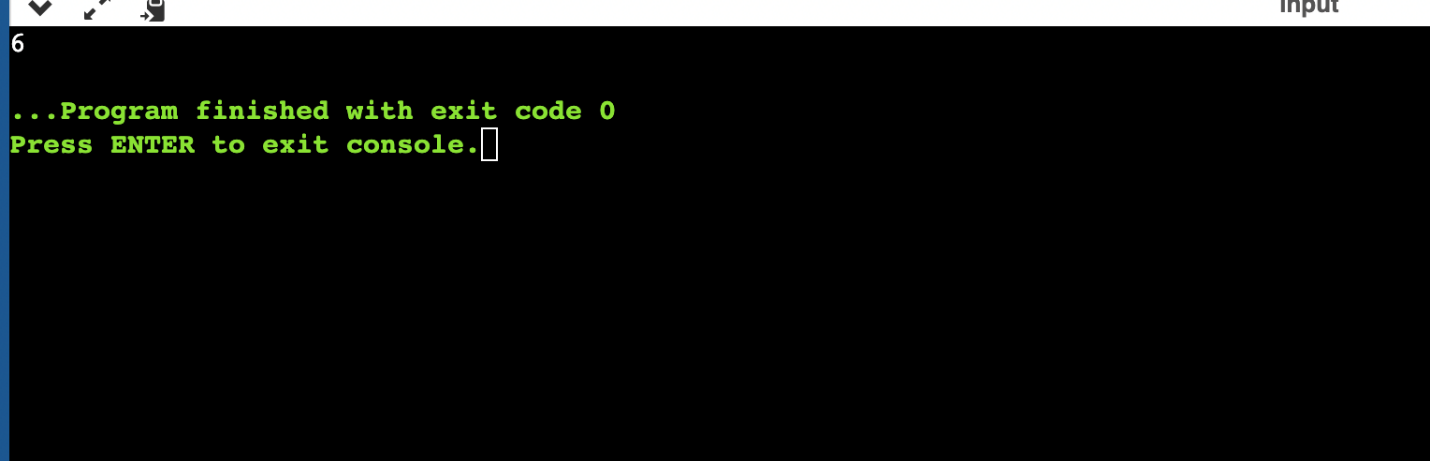 input
6
...Program finished with exit code 0
Press ENTER to exit console.